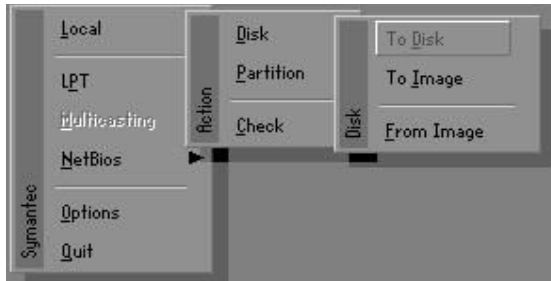 Local
LPT
Multicasting
NetBios
Options
Quit
Symantec
Disk
Partition
Check
Action
To Disk
To Image
From Image
Disk